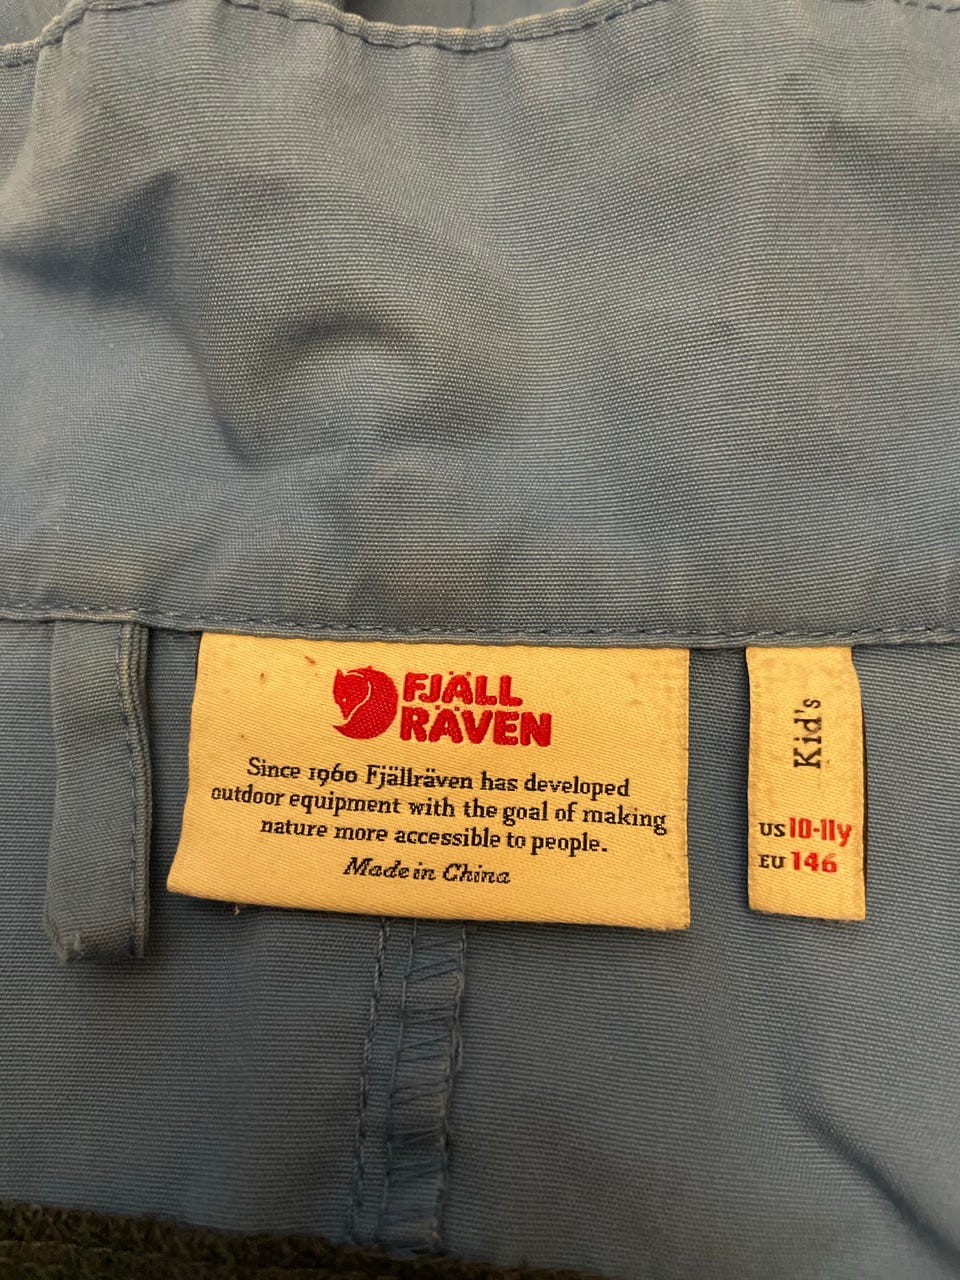 FJÄLL
RÄVEN
Since 1960 Fjällräven has developed
outdoor equipment with the goal of making
nature more accessible to people.
Made in China
Kid's
US 10-11y
EU 146